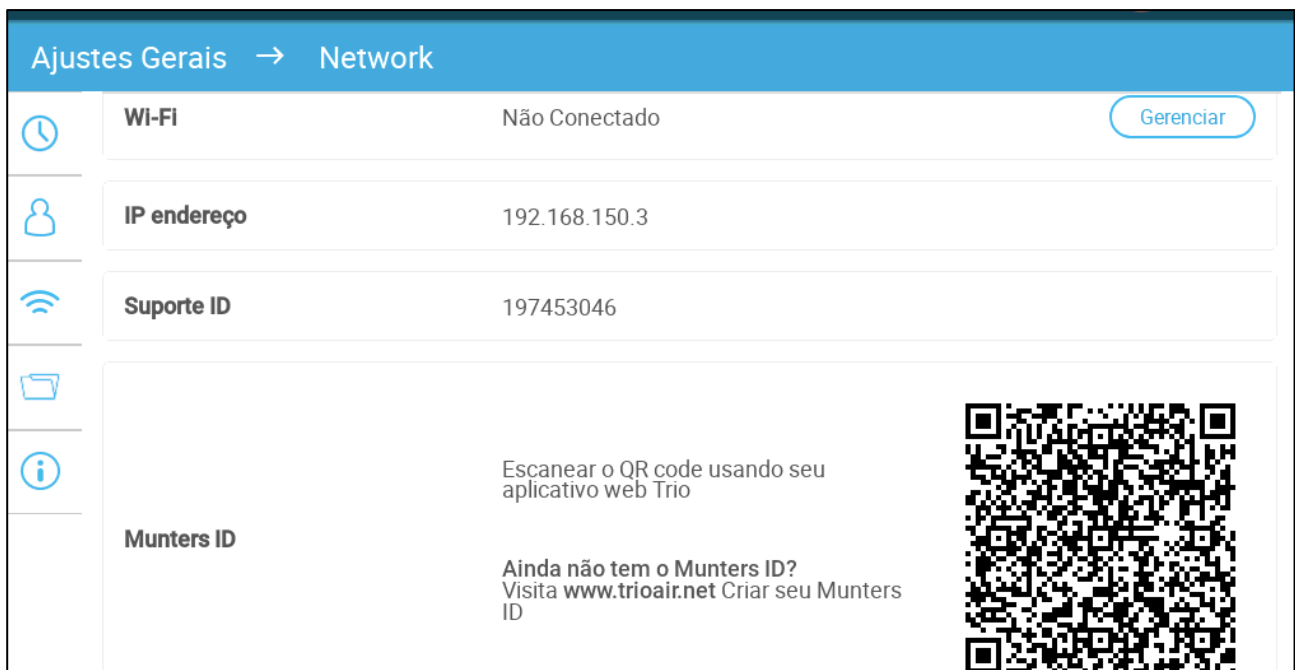 Ajustes Gerais → Network
Wi-Fi Não Conectado Gerenciar
IP endereço 192.168.150.3
Suporte ID 197453046
Escanear o QR code usando seu
aplicativo web Trio
Munters ID
Ainda não tem o Munters ID?
Visita www.trioair.net Criar seu Munters
ID